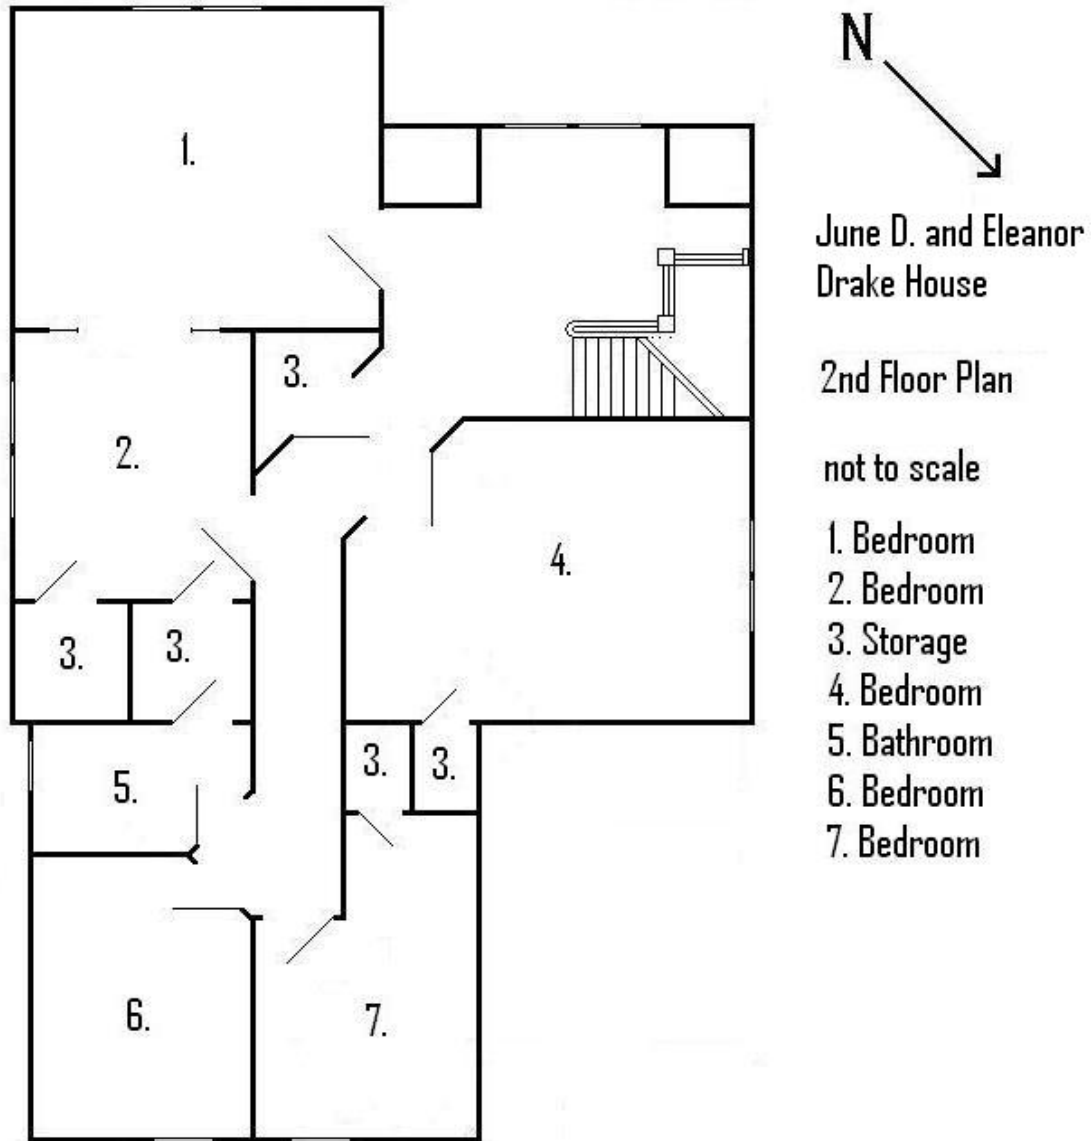 N
1.
June D. and Eleanor
Drake House
2nd Floor Plan
not to scale
3.
2.
4.
3.
3.
3.
3.
5.
6.
7.
1. Bedroom
2. Bedroom
3. Storage
4. Bedroom
5. Bathroom
6. Bedroom
7. Bedroom